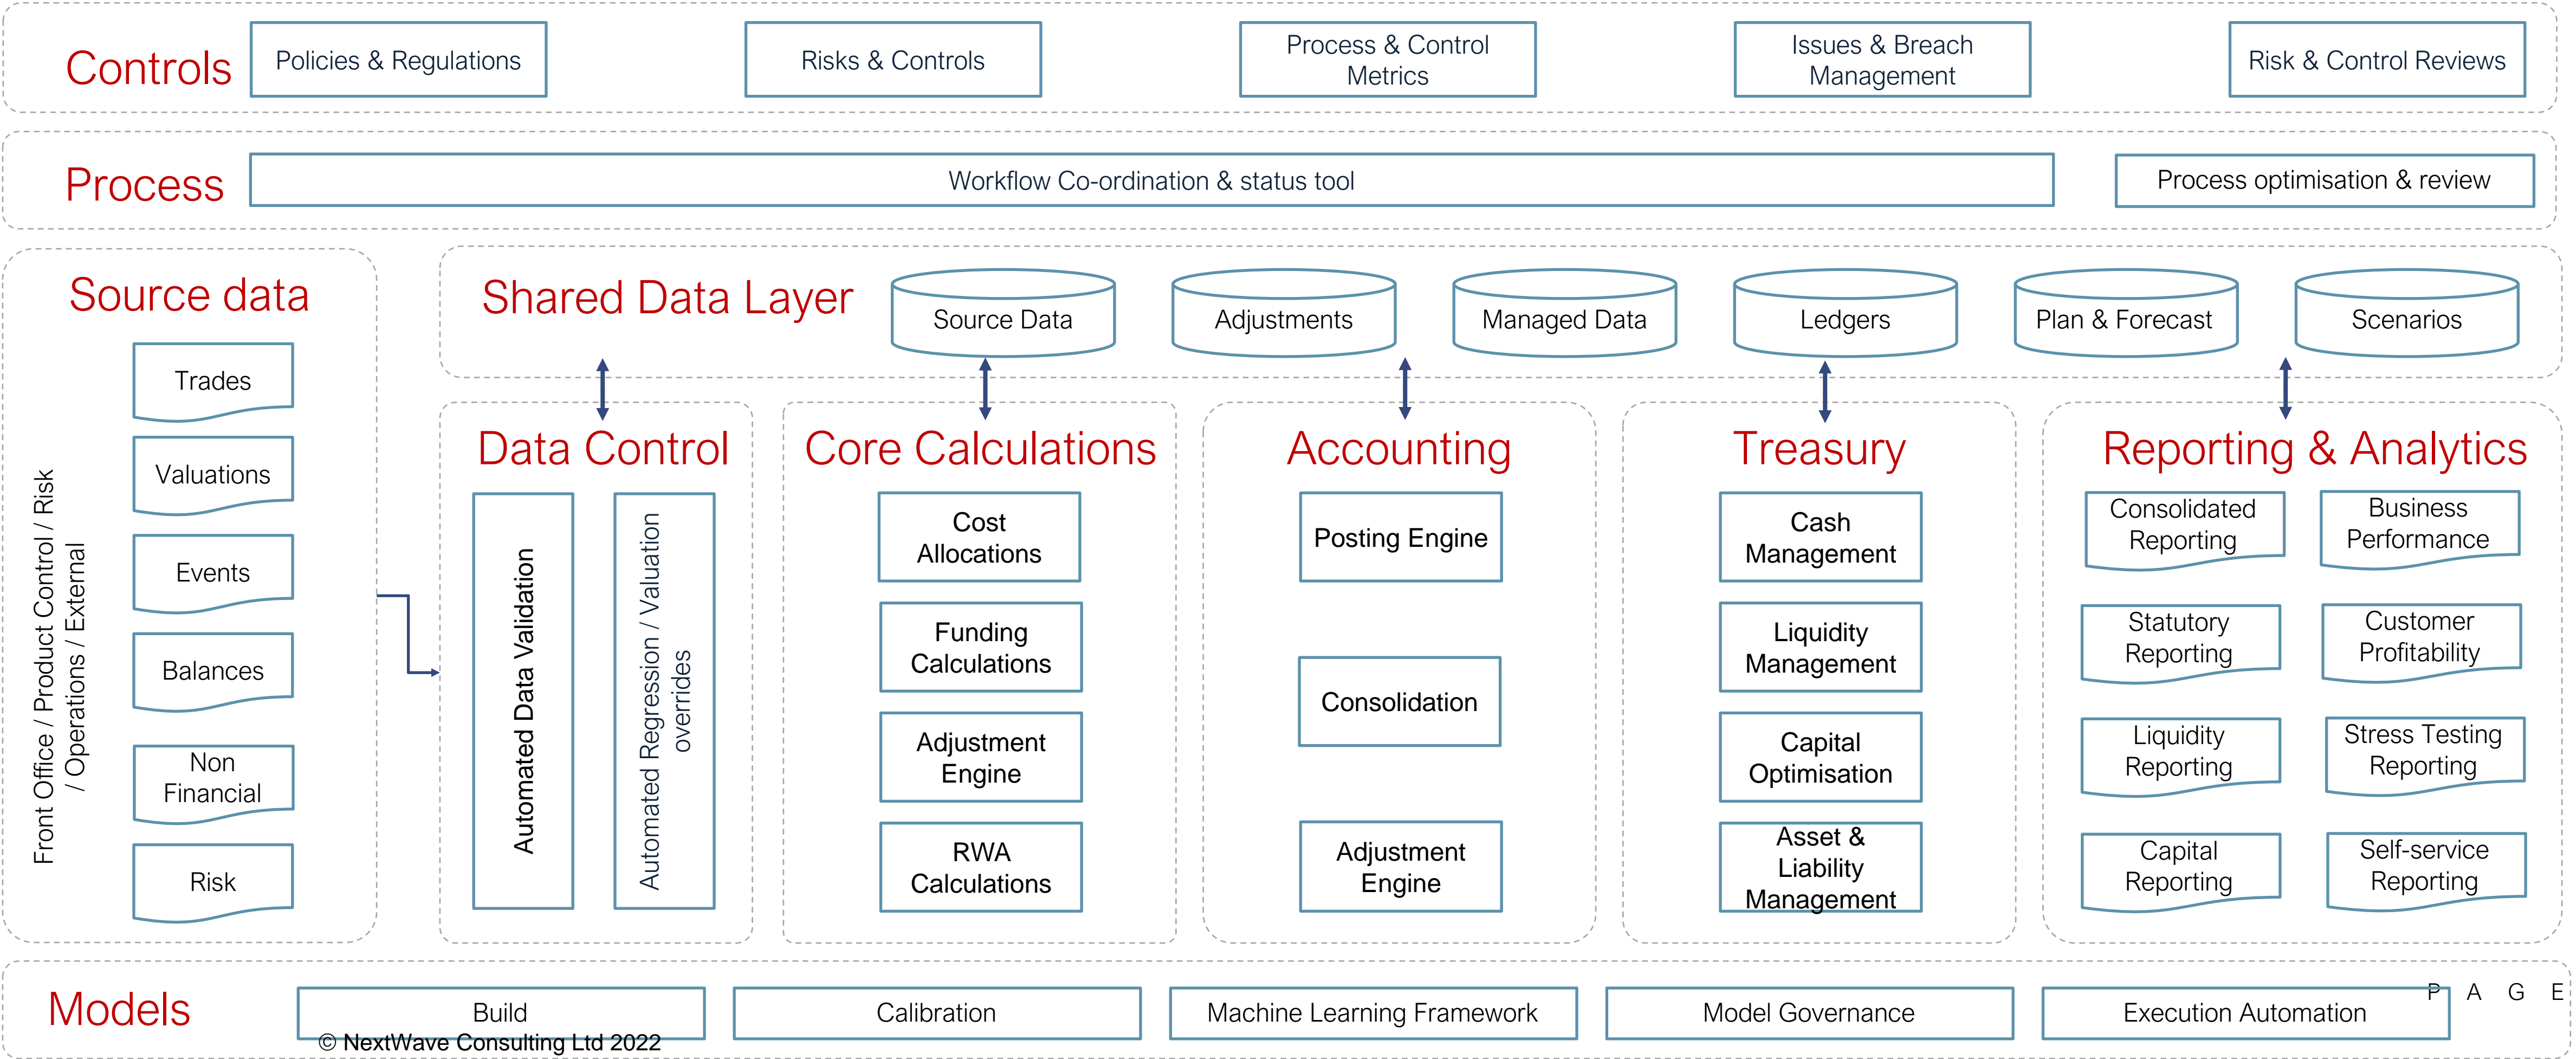 Controls
Policies & Regulations
Risks & Controls
Process & Control
Metrics
Issues & Breach
Management
Risk & Control Reviews
Process
Workflow Co-ordination & status tool
Process optimisation & review
Source data
Front Office / Product Control / Risk
/ Operations / External
Trades
Valuations
Events
Balances
Non
Financial
Risk
Shared Data Layer
Source Data
Adjustments
Managed Data
Ledgers
Plan & Forecast
Scenarios
Data Control
Automated Data Validation
Automated Regression / Valuation
overrides
Core Calculations
Cost
Allocations
Funding
Calculations
Adjustment
Engine
RWA
Calculations
Accounting
Posting Engine
Consolidation
Adjustment
Engine
Treasury
Cash
Management
Liquidity
Management
Capital
Optimisation
Asset &
Liability
Management
Reporting & Analytics
Consolidated
Reporting
Business
Performance
Statutory
Reporting
Customer
Profitability
Liquidity
Reporting
Stress Testing
Reporting
Capital
Reporting
Self-service
Reporting
Models
Build
Calibration
Machine Learning Framework
Model Governance
Execution Automation
PAGE
© NextWave Consulting Ltd 2022